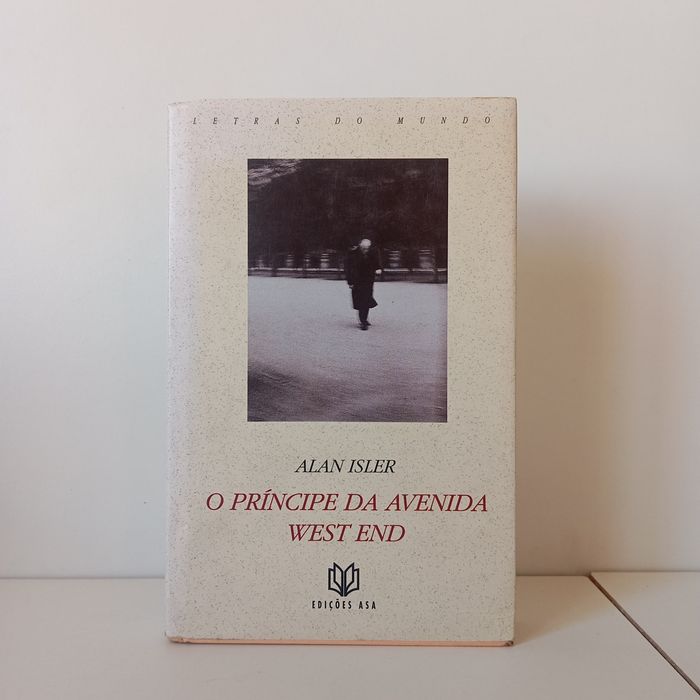 LETRAS DO MUNDO
ALAN ISLER
O PRÍNCIPE DA AVENIDA
WEST END
EDIÇÕES ASA